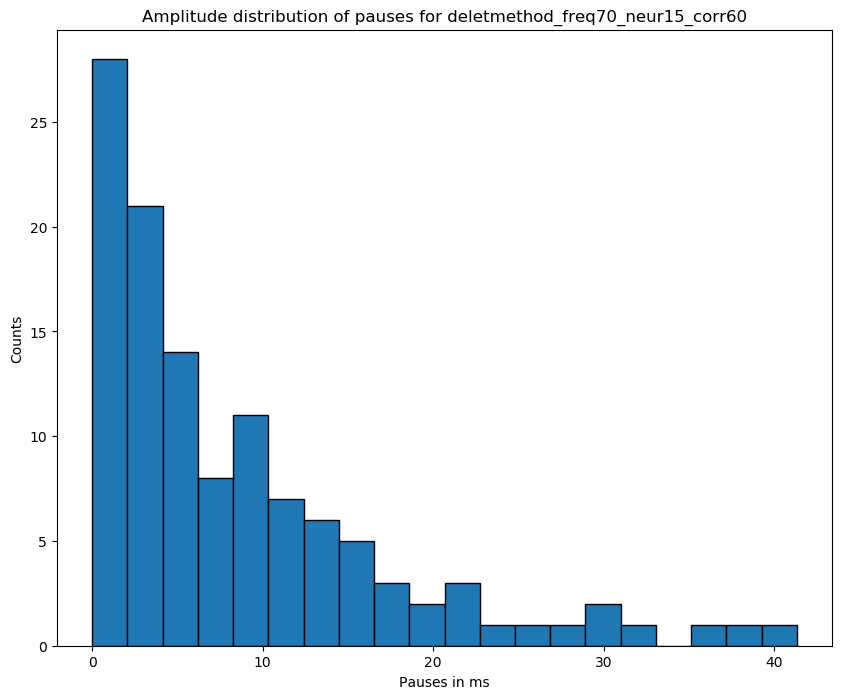 Amplitude distribution of pauses for deletmethod_freq70_neur15_corr60
25
20
15
10
5
0
Counts
0 10 20 30 40
Pauses in ms